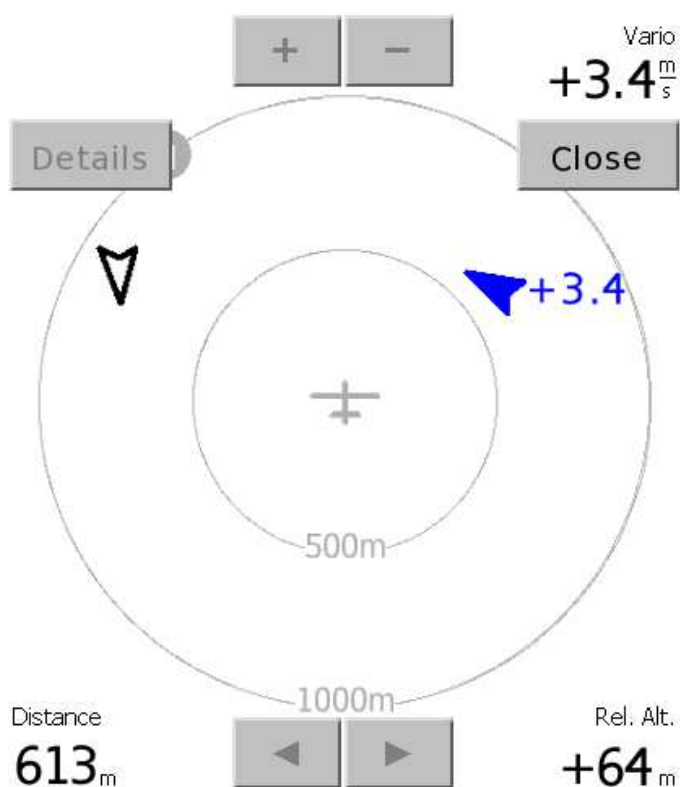 + −
Vario
+3.4 m/s
Details
Close
+3.4
500m
1000m
Distance
Rel. Alt.
613m
+64m